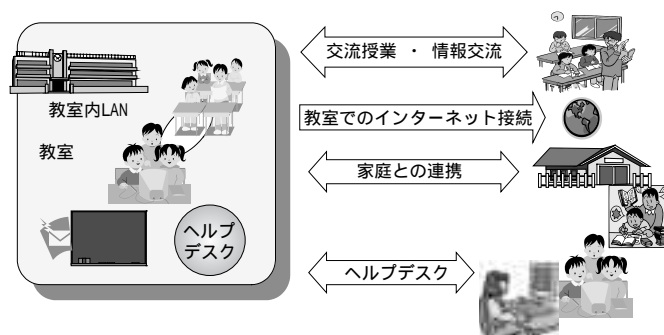 教室内LAN
教室
ヘルプ
デスク
交流授業 ・ 情報交流
教室でのインターネット接続
家庭との連携
ヘルプデスク